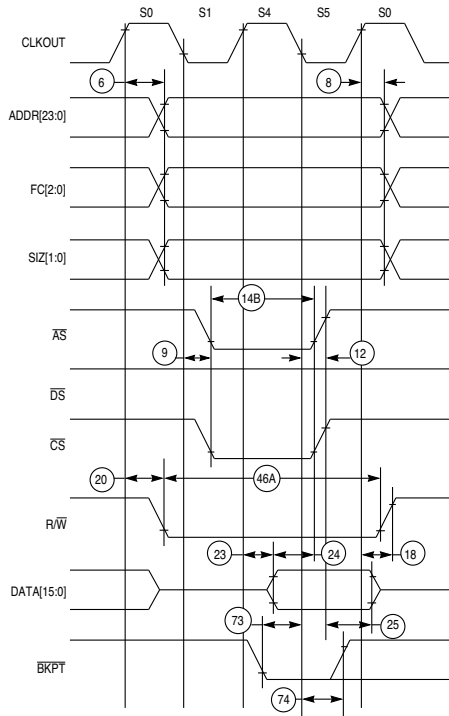 S0 S1 S4 S5 S0
CLKOUT
6 8
ADDR[23:0]
FC[2:0]
SIZ[1:0]
14B
AS
9 12
DS
CS
20 46A
R/W
23 24 18
DATA[15:0]
73 25
BKPT
74